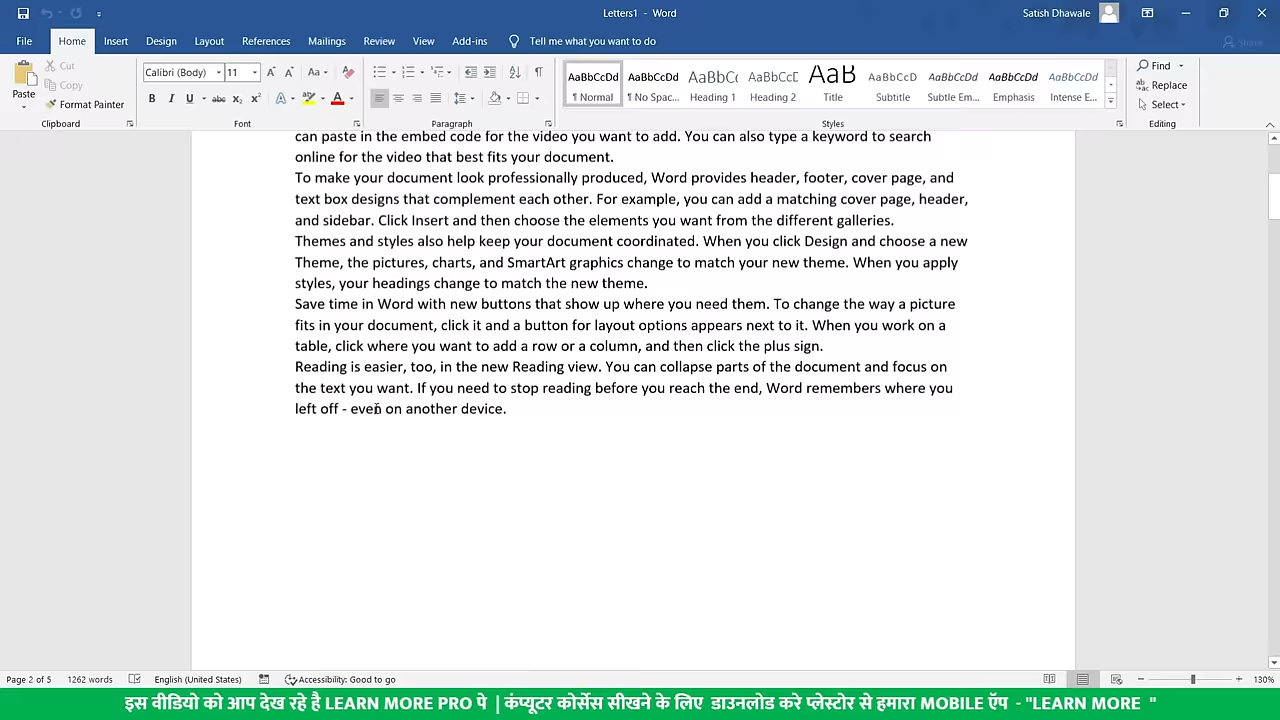 Letters1 - Word
Satish Dhawale
File Home Insert Design Layout References Mailings Review View Add-ins Tell me what you want to do Share
Paste
Cut
Copy
Format Painter
Clipboard
Calibri (Body) 11
Font
Paragraph
AaBbCcDd AaBbCcDd AaBbCc AaBbCcD AaB AaBbCcD AaBbCcDd AaBbCcDd AaBbCcDd
¶ Normal ¶ No Spac... Heading 1 Heading 2 Title Subtitle Subtle Em... Emphasis Intense E...
Styles
Find
Replace
Select
Editing
can paste in the embed code for the video you want to add. You can also type a keyword to search
online for the video that best fits your document.
To make your document look professionally produced, Word provides header, footer, cover page, and
text box designs that complement each other. For example, you can add a matching cover page, header,
and sidebar. Click Insert and then choose the elements you want from the different galleries.
Themes and styles also help keep your document coordinated. When you click Design and choose a new
Theme, the pictures, charts, and SmartArt graphics change to match your new theme. When you apply
styles, your headings change to match the new theme.
Save time in Word with new buttons that show up where you need them. To change the way a picture
fits in your document, click it and a button for layout options appears next to it. When you work on a
table, click where you want to add a row or a column, and then click the plus sign.
Reading is easier, too, in the new Reading view. You can collapse parts of the document and focus on
the text you want. If you need to stop reading before you reach the end, Word remembers where you
left off - even on another device.
Page 2 of 5 1262 words English (United States) Accessibility: Good to go 130%
इस वीडियो को आप देख रहे है LEARN MORE PRO पे | कंप्यूटर कोर्सेस सीखने के लिए डाउनलोड करे प्लेस्टोर से हमारा MOBILE ऍप - "LEARN MORE "